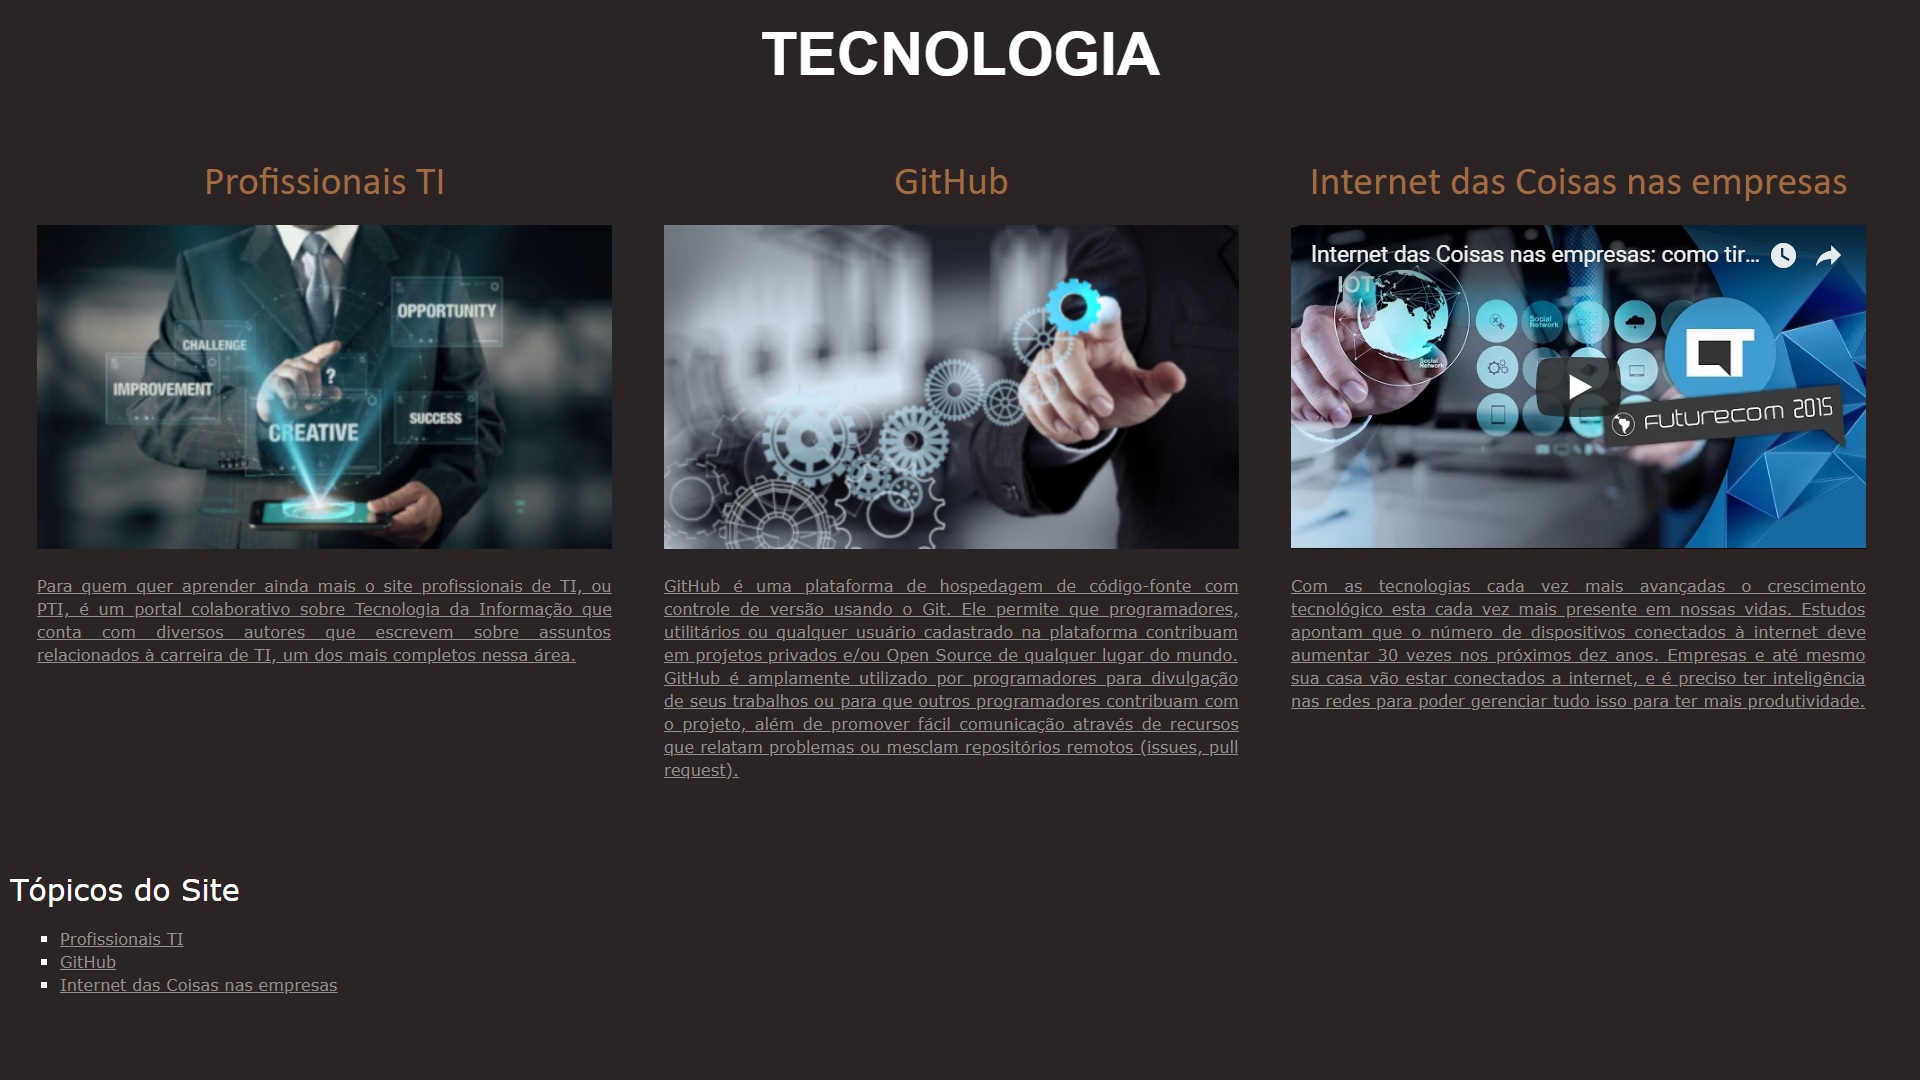 TECNOLOGIA
Profissionais TI
OPPORTUNITY
CHALLENGE
?
IMPROVEMENT
SUCCESS
CREATIVE
Para quem quer aprender ainda mais o site profissionais de TI, ou
PTI, é um portal colaborativo sobre Tecnologia da Informação que
conta com diversos autores que escrevem sobre assuntos
relacionados à carreira de TI, um dos mais completos nessa área.
GitHub
GitHub é uma plataforma de hospedagem de código-fonte com
controle de versão usando o Git. Ele permite que programadores,
utilitários ou qualquer usuário cadastrado na plataforma contribuam
em projetos privados e/ou Open Source de qualquer lugar do mundo.
GitHub é amplamente utilizado por programadores para divulgação
de seus trabalhos ou para que outros programadores contribuam com
o projeto, além de promover fácil comunicação através de recursos
que relatam problemas ou mesclam repositórios remotos (issues, pull
request).
Internet das Coisas nas empresas
Internet das Coisas nas empresas: como tir...
IOT
Social
Network
Social
Network
FUTURECOM 2015
Com as tecnologias cada vez mais avançadas o crescimento
tecnológico esta cada vez mais presente em nossas vidas. Estudos
apontam que o número de dispositivos conectados à internet deve
aumentar 30 vezes nos próximos dez anos. Empresas e até mesmo
sua casa vão estar conectados a internet, e é preciso ter inteligência
nas redes para poder gerenciar tudo isso para ter mais produtividade.
Tópicos do Site
Profissionais TI
GitHub
Internet das Coisas nas empresas